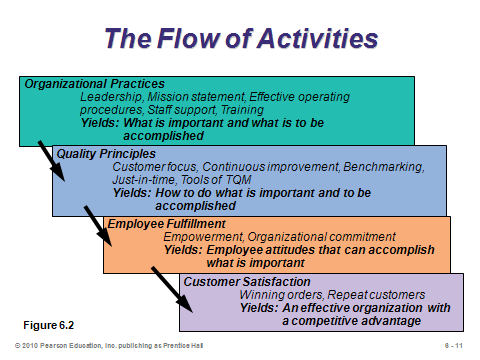 The Flow of Activities
Organizational Practices
Leadership, Mission statement, Effective operating
procedures, Staff support, Training
Yields: What is important and what is to be
accomplished
Quality Principles
Customer focus, Continuous improvement, Benchmarking,
Just-in-time, Tools of TQM
Yields: How to do what is important and to be
accomplished
Employee Fulfillment
Empowerment, Organizational commitment
Yields: Employee attitudes that can accomplish
what is important
Customer Satisfaction
Winning orders, Repeat customers
Yields: An effective organization with
a competitive advantage
Figure 6.2
© 2010 Pearson Education, Inc. publishing as Prentice Hall
6 - 11